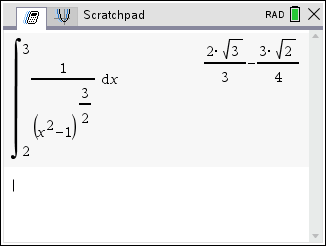 Scratchpad RAD
∫₂³ 1/(x²−1)^(3/2) dx    2·√3/3 − 3·√2/4